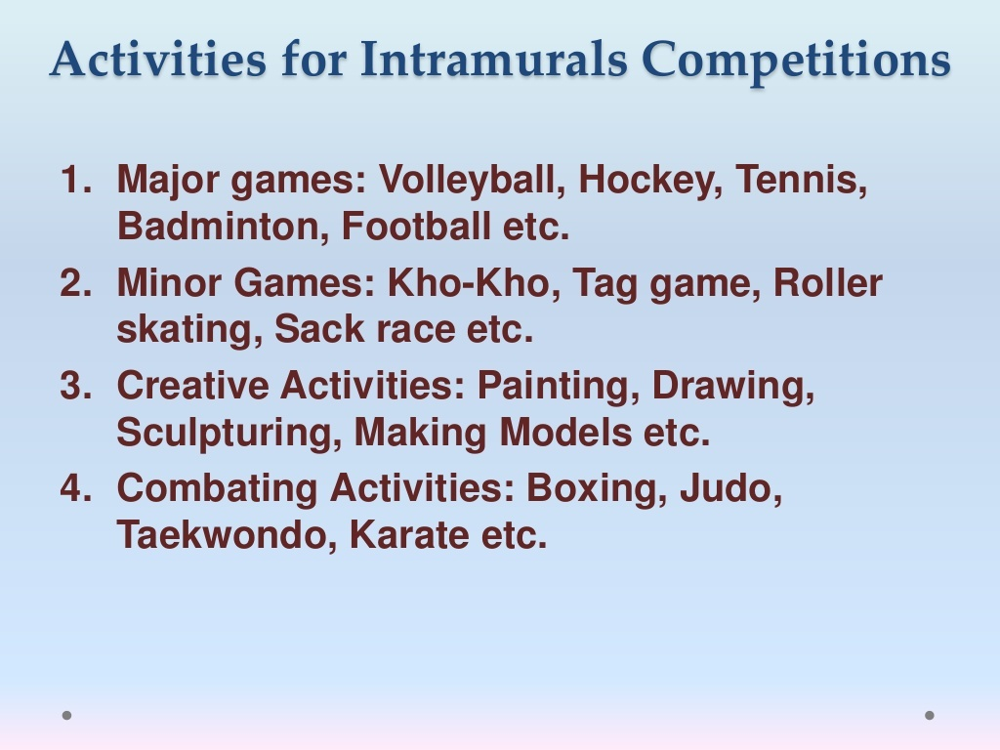 Activities for Intramurals Competitions
1. Major games: Volleyball, Hockey, Tennis,
Badminton, Football etc.
2. Minor Games: Kho-Kho, Tag game, Roller
skating, Sack race etc.
3. Creative Activities: Painting, Drawing,
Sculpturing, Making Models etc.
4. Combating Activities: Boxing, Judo,
Taekwondo, Karate etc.